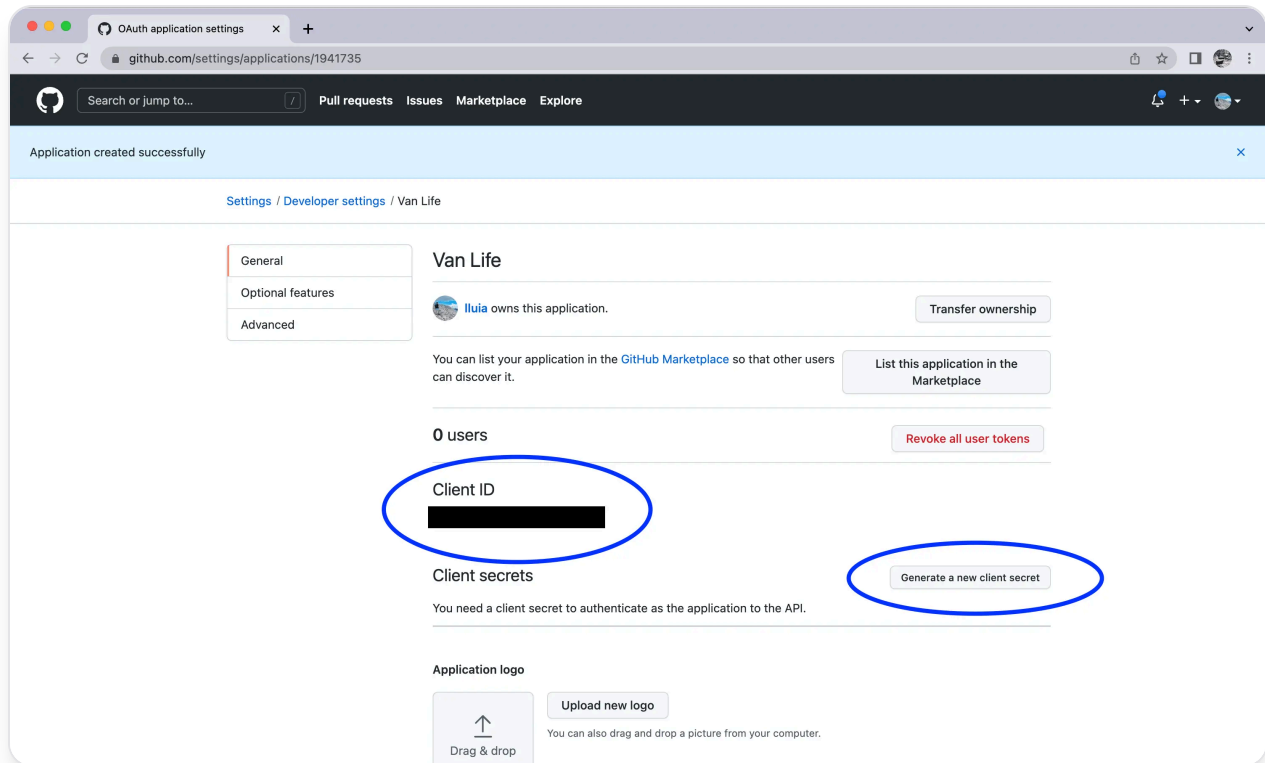 OAuth application settings
github.com/settings/applications/1941735
Search or jump to... /
Pull requests Issues Marketplace Explore
Application created successfully
Settings / Developer settings / Van Life
General
Optional features
Advanced
Van Life
lluia owns this application.
Transfer ownership
You can list your application in the GitHub Marketplace so that other users
can discover it.
List this application in the
Marketplace
0 users
Revoke all user tokens
Client ID
Client secrets
Generate a new client secret
You need a client secret to authenticate as the application to the API.
Application logo
Drag & drop
Upload new logo
You can also drag and drop a picture from your computer.